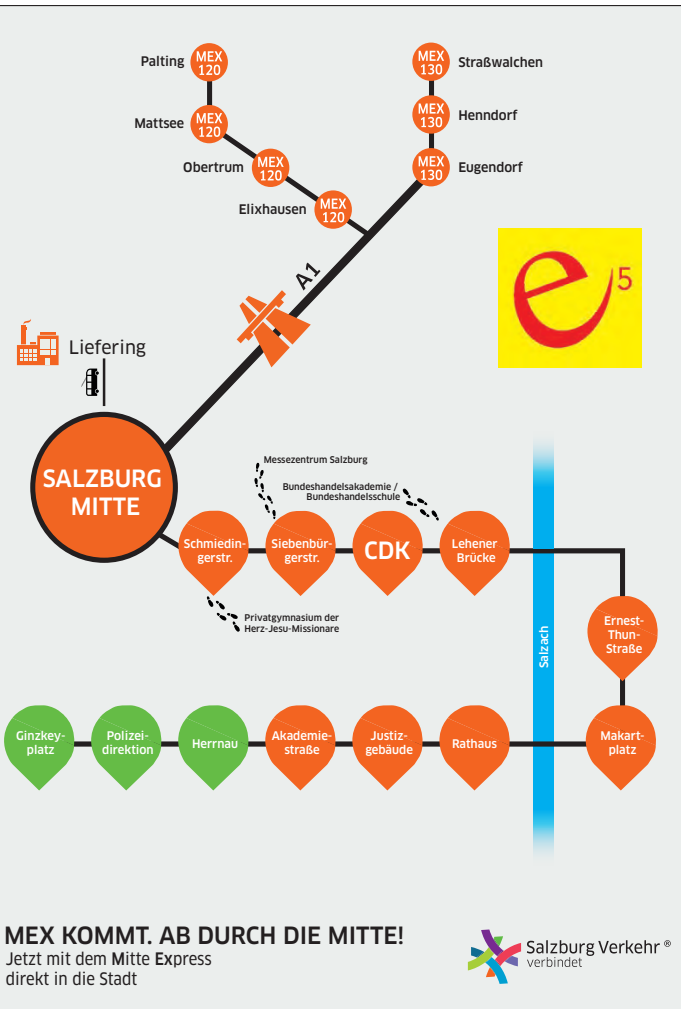 Palting
MEX
120
Mattsee
MEX
120
Obertrum
MEX
120
Elixhausen
MEX
120
MEX
130
Straßwalchen
MEX
130
Henndorf
MEX
130
Eugendorf
A1
e5
Liefering
SALZBURG
MITTE
Messezentrum Salzburg
Bundeshandelsakademie /
Bundeshandelsschule
Schmiedin-
gerstr.
Siebenbür-
gerstr.
CDK
Lehener
Brücke
Privatgymnasium der
Herz-Jesu-Missionare
Salzach
Ernest-
Thun-
Straße
Ginzkey-
platz
Polizei-
direktion
Herrnau
Akademie-
straße
Justiz-
gebäude
Rathaus
Makart-
platz
MEX KOMMT. AB DURCH DIE MITTE!
Jetzt mit dem Mitte Express
direkt in die Stadt
Salzburg Verkehr ®
verbindet